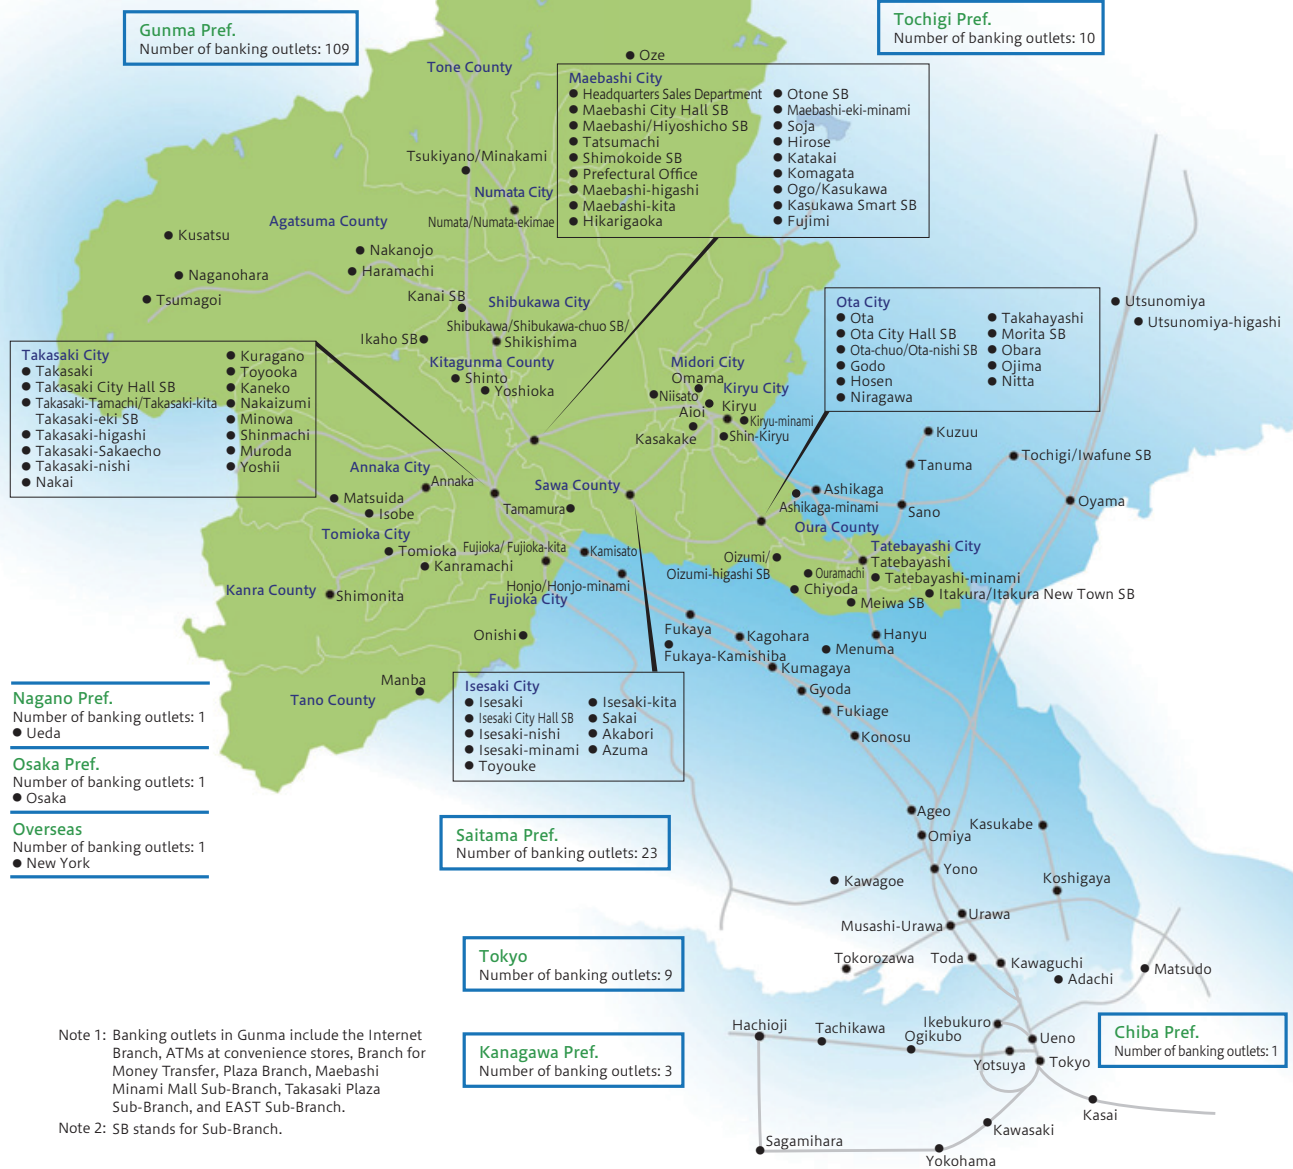 Gunma Pref.
Number of banking outlets: 109
Tochigi Pref.
Number of banking outlets: 10
Tone County
Oze
Maebashi City
Headquarters Sales Department
Maebashi City Hall SB
Maebashi/Hiyoshicho SB
Tatsumachi
Shimokoide SB
Prefectural Office
Maebashi-higashi
Maebashi-kita
Hikarigaoka
Otone SB
Maebashi-eki-minami
Soja
Hirose
Katakai
Komagata
Ogo/Kasukawa
Kasukawa Smart SB
Fujimi
Tsukiyano/Minakami
Numata City
Numata/Numata-ekimae
Agatsuma County
Kusatsu
Nakanojo
Naganohara
Haramachi
Tsumagoi
Kanai SB
Shibukawa City
Shibukawa/Shibukawa-chuo SB/
Shikishima
Ikaho SB
Kitagunma County
Shinto
Yoshioka
Midori City
Omama
Kiryu City
Niisato
Aioi
Kiryu
Kiryu-minami
Kasakake
Shin-Kiryu
Ota City
Ota
Ota City Hall SB
Ota-chuo/Ota-nishi SB
Godo
Hosen
Niragawa
Takahayashi
Morita SB
Obara
Ojima
Nitta
Utsunomiya
Utsunomiya-higashi
Takasaki City
Takasaki
Takasaki City Hall SB
Takasaki-Tamachi/Takasaki-kita
Takasaki-eki SB
Takasaki-higashi
Takasaki-Sakaecho
Takasaki-nishi
Nakai
Kuragano
Toyooka
Kaneko
Nakaizumi
Minowa
Shinmachi
Muroda
Yoshii
Kuzuu
Tanuma
Tochigi/Iwafune SB
Ashikaga
Ashikaga-minami
Sano
Oyama
Annaka City
Annaka
Matsuida
Isobe
Sawa County
Tamamura
Tomioka City
Tomioka
Kanramachi
Fujioka/ Fujioka-kita
Kamisato
Kanra County
Shimonita
Honjo/Honjo-minami
Fujioka City
Oura County
Tatebayashi City
Tatebayashi
Tatebayashi-minami
Oizumi/
Oizumi-higashi SB
Ouramachi
Chiyoda
Itakura/Itakura New Town SB
Meiwa SB
Onishi
Fukaya
Fukaya-Kamishiba
Kagohara
Hanyu
Menuma
Kumagaya
Gyoda
Fukiage
Konosu
Manba
Tano County
Isesaki City
Isesaki
Isesaki City Hall SB
Isesaki-nishi
Isesaki-minami
Toyouke
Isesaki-kita
Sakai
Akabori
Azuma
Nagano Pref.
Number of banking outlets: 1
Ueda
Osaka Pref.
Number of banking outlets: 1
Osaka
Overseas
Number of banking outlets: 1
New York
Saitama Pref.
Number of banking outlets: 23
Ageo
Omiya
Kasukabe
Yono
Kawagoe
Koshigaya
Urawa
Musashi-Urawa
Tokorozawa
Toda
Kawaguchi
Adachi
Matsudo
Tokyo
Number of banking outlets: 9
Kanagawa Pref.
Number of banking outlets: 3
Chiba Pref.
Number of banking outlets: 1
Hachioji
Tachikawa
Ogikubo
Ikebukuro
Ueno
Yotsuya
Tokyo
Kasai
Kawasaki
Sagamihara
Yokohama
Note 1: Banking outlets in Gunma include the Internet
Branch, ATMs at convenience stores, Branch for
Money Transfer, Plaza Branch, Maebashi
Minami Mall Sub-Branch, Takasaki Plaza
Sub-Branch, and EAST Sub-Branch.
Note 2: SB stands for Sub-Branch.